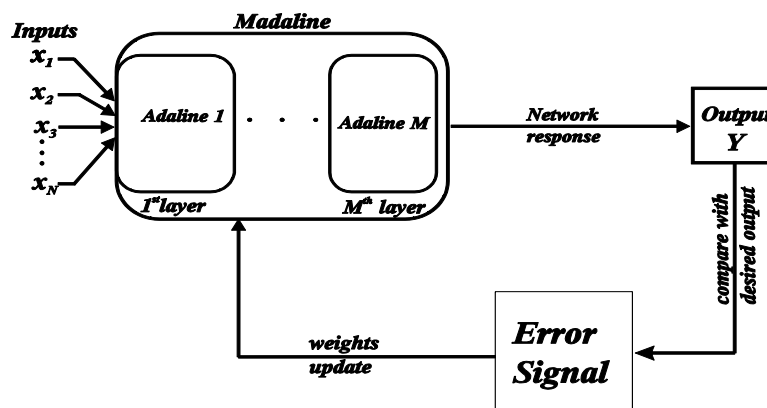 Madaline
Inputs
x1
x2
x3
xN
Adaline 1
. . .
Adaline M
1st layer
Mth layer
Network
response
Output
Y
compare with
desired output
Error
Signal
weights
update